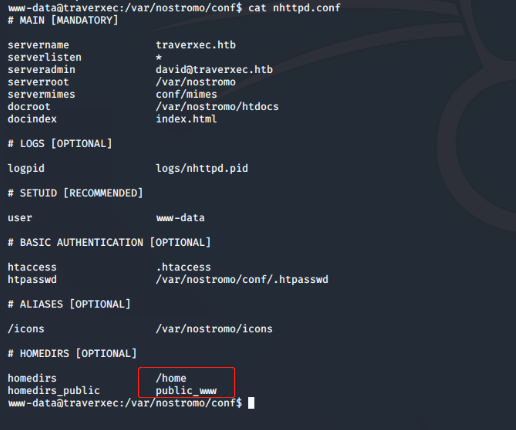 www-data@traverxec:/var/nostromo/conf$ cat nhttpd.conf
# MAIN [MANDATORY]
servername traverxec.htb
serverlisten *
serveradmin david@traverxec.htb
serverroot /var/nostromo
servermimes conf/mimes
docroot /var/nostromo/htdocs
docindex index.html
# LOGS [OPTIONAL]
logpid logs/nhttpd.pid
# SETUID [RECOMMENDED]
user www-data
# BASIC AUTHENTICATION [OPTIONAL]
htaccess .htaccess
htpasswd /var/nostromo/conf/.htpasswd
# ALIASES [OPTIONAL]
/icons /var/nostromo/icons
# HOMEDIRS [OPTIONAL]
homedirs /home
homedirs_public public_www
www-data@traverxec:/var/nostromo/conf$